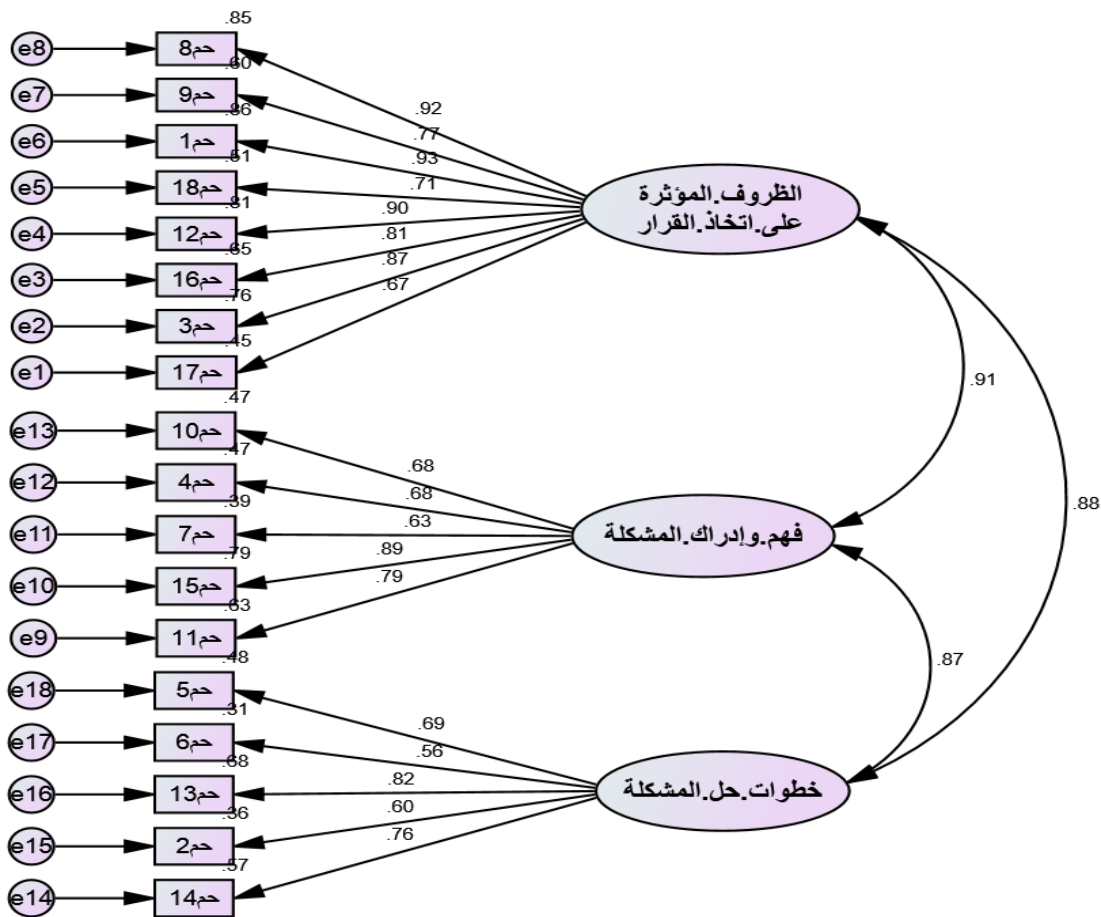 .85
e8 حم8
.60
.92
e7 حم9
.86
.77
e6 حم1
.51
.93
e5 حم18
.81
.71
الظروف.المؤثرة
على.اتخاذ.القرار
e4 حم12
.65
.90
e3 حم16
.76
.81
e2 حم3
.45
.87
e1 حم17
.47
.67
.91
e13 حم10
.47
.68
e12 حم4
.39
.68
.88
e11 حم7
.79
.63
فهم.وإدراك.المشكلة
e10 حم15
.63
.89
e9 حم11
.48
.79
.87
e18 حم5
.31
.69
e17 حم6
.68
.56
e16 حم13
.36
.82
خطوات.حل.المشكلة
e15 حم2
.57
.60
e14 حم14
.76